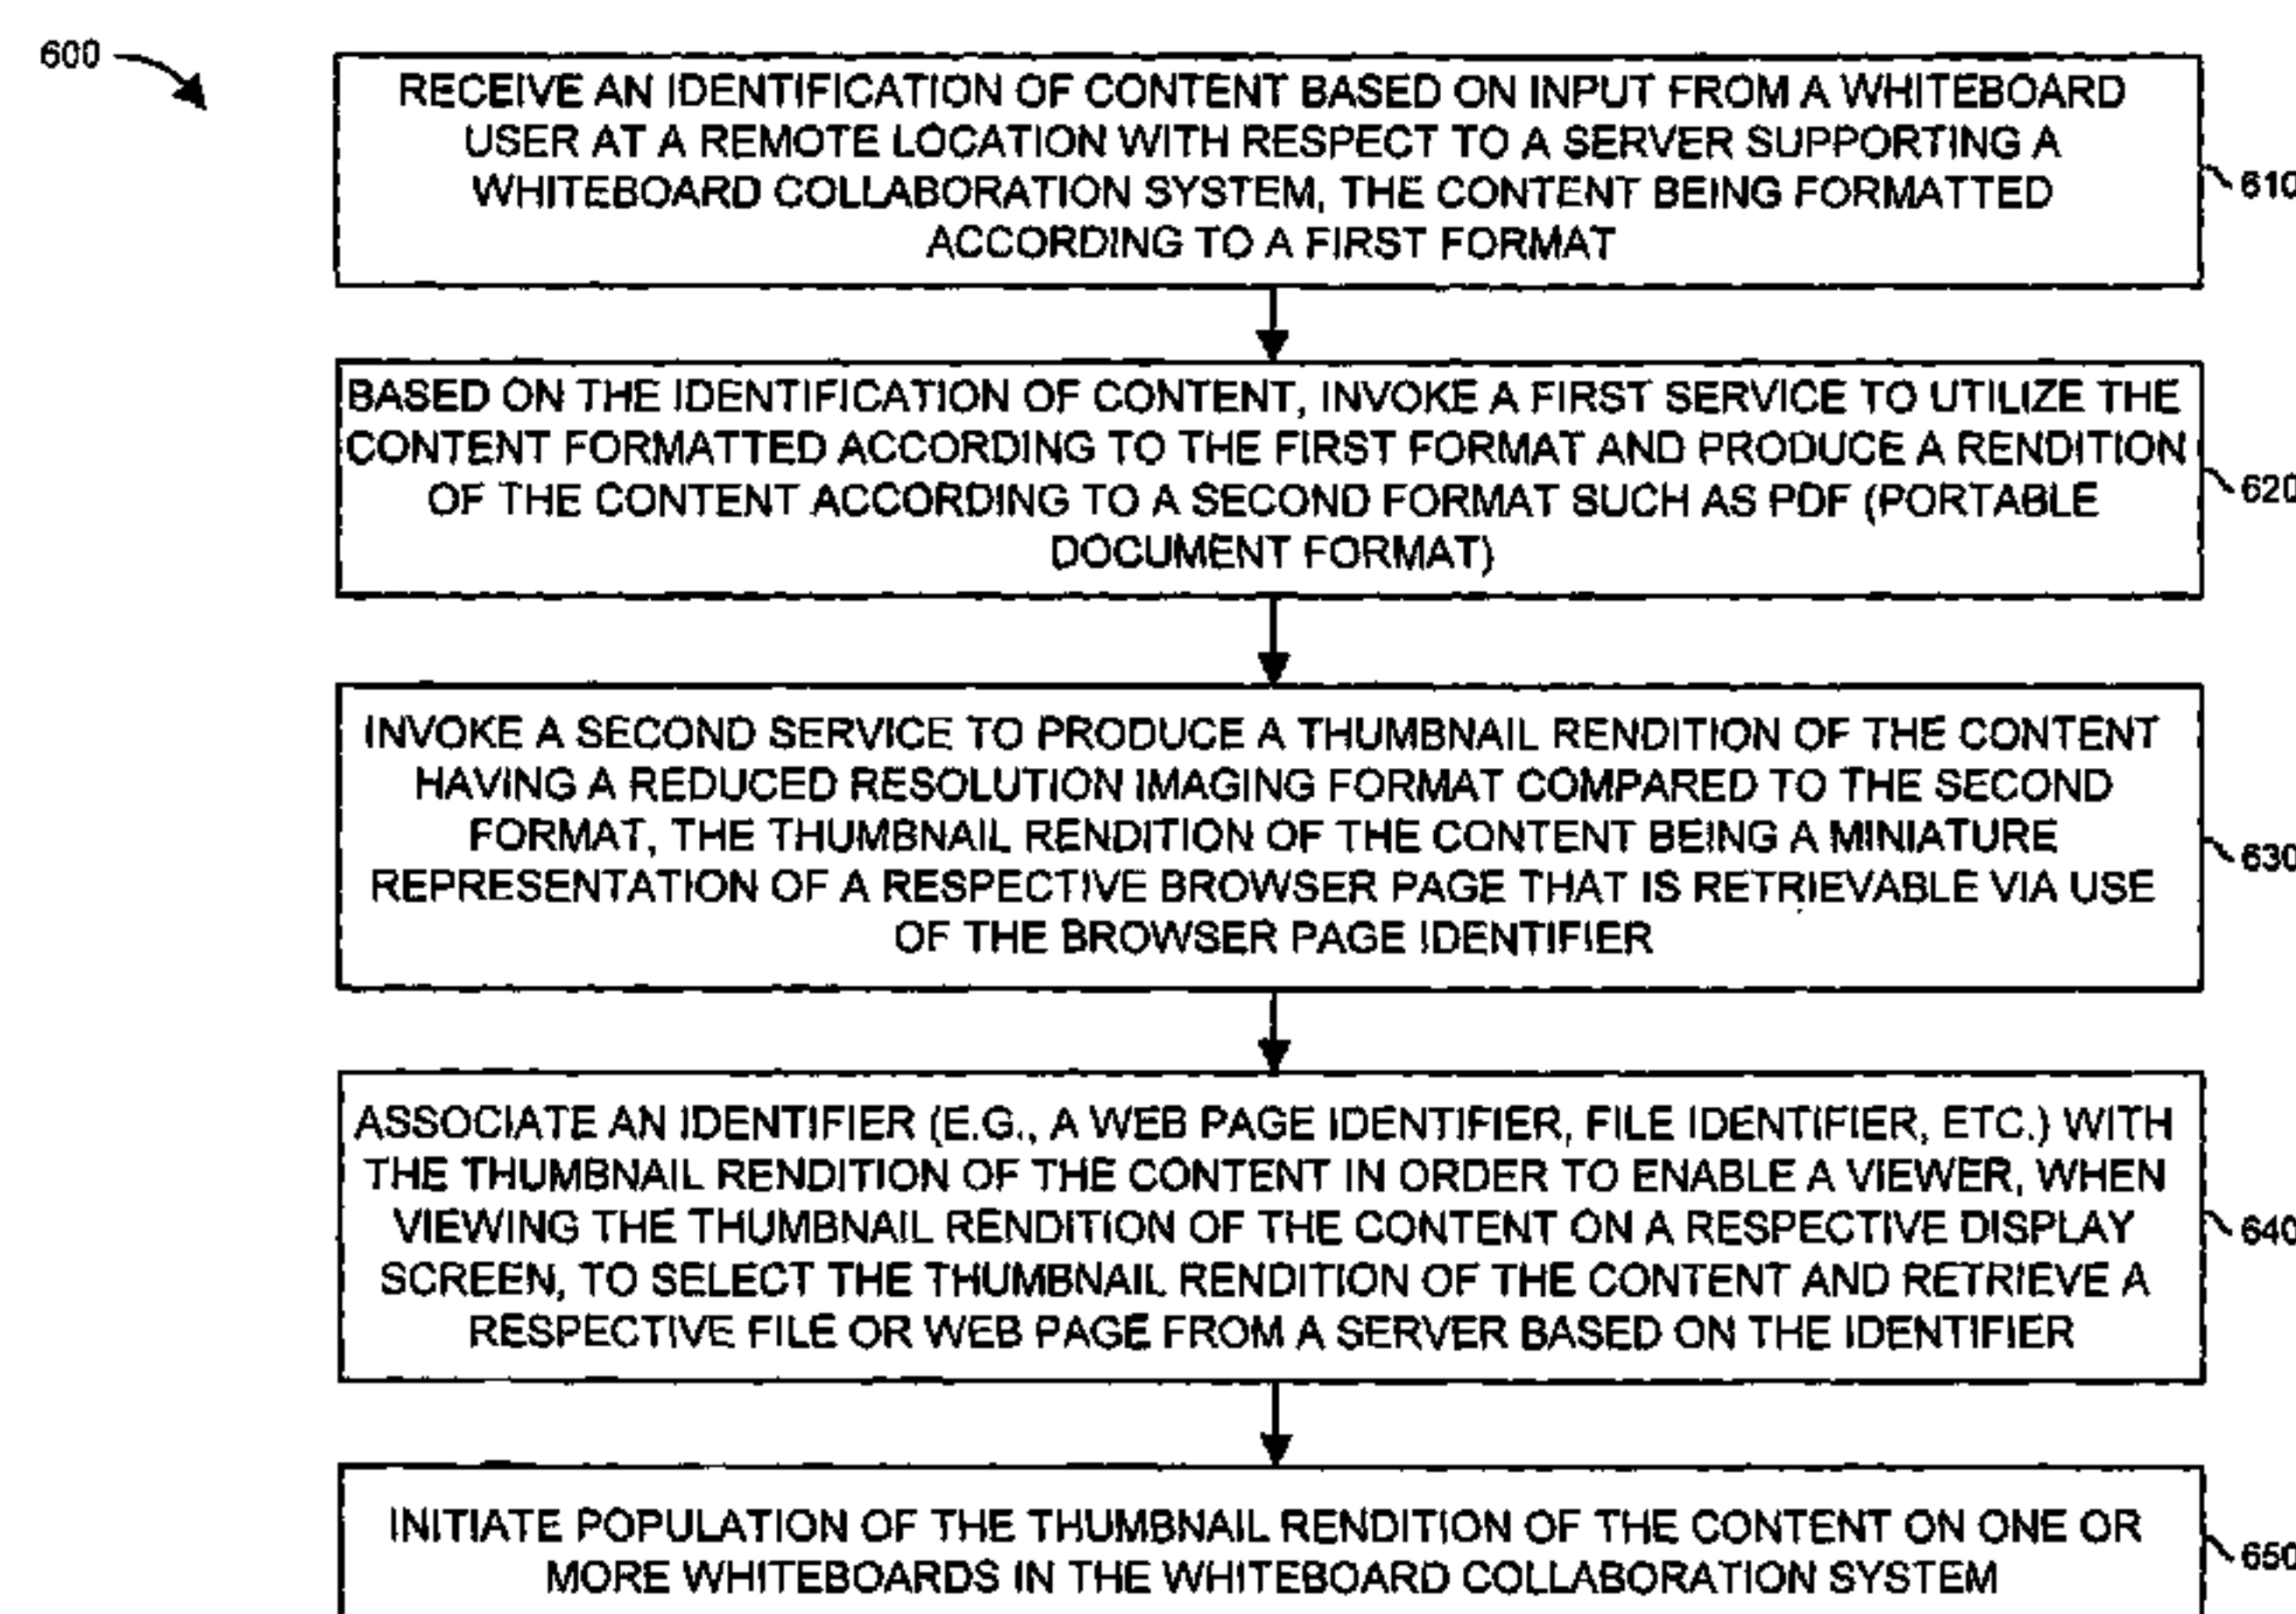 600
RECEIVE AN IDENTIFICATION OF CONTENT BASED ON INPUT FROM A WHITEBOARD
USER AT A REMOTE LOCATION WITH RESPECT TO A SERVER SUPPORTING A
WHITEBOARD COLLABORATION SYSTEM, THE CONTENT BEING FORMATTED
ACCORDING TO A FIRST FORMAT
610
BASED ON THE IDENTIFICATION OF CONTENT, INVOKE A FIRST SERVICE TO UTILIZE THE
CONTENT FORMATTED ACCORDING TO THE FIRST FORMAT AND PRODUCE A RENDITION
OF THE CONTENT ACCORDING TO A SECOND FORMAT SUCH AS PDF (PORTABLE
DOCUMENT FORMAT)
620
INVOKE A SECOND SERVICE TO PRODUCE A THUMBNAIL RENDITION OF THE CONTENT
HAVING A REDUCED RESOLUTION IMAGING FORMAT COMPARED TO THE SECOND
FORMAT, THE THUMBNAIL RENDITION OF THE CONTENT BEING A MINIATURE
REPRESENTATION OF A RESPECTIVE BROWSER PAGE THAT IS RETRIEVABLE VIA USE
OF THE BROWSER PAGE IDENTIFIER
630
ASSOCIATE AN IDENTIFIER (E.G., A WEB PAGE IDENTIFIER, FILE IDENTIFIER, ETC.) WITH
THE THUMBNAIL RENDITION OF THE CONTENT IN ORDER TO ENABLE A VIEWER, WHEN
VIEWING THE THUMBNAIL RENDITION OF THE CONTENT ON A RESPECTIVE DISPLAY
SCREEN, TO SELECT THE THUMBNAIL RENDITION OF THE CONTENT AND RETRIEVE A
RESPECTIVE FILE OR WEB PAGE FROM A SERVER BASED ON THE IDENTIFIER
640
INITIATE POPULATION OF THE THUMBNAIL RENDITION OF THE CONTENT ON ONE OR
MORE WHITEBOARDS IN THE WHITEBOARD COLLABORATION SYSTEM
650